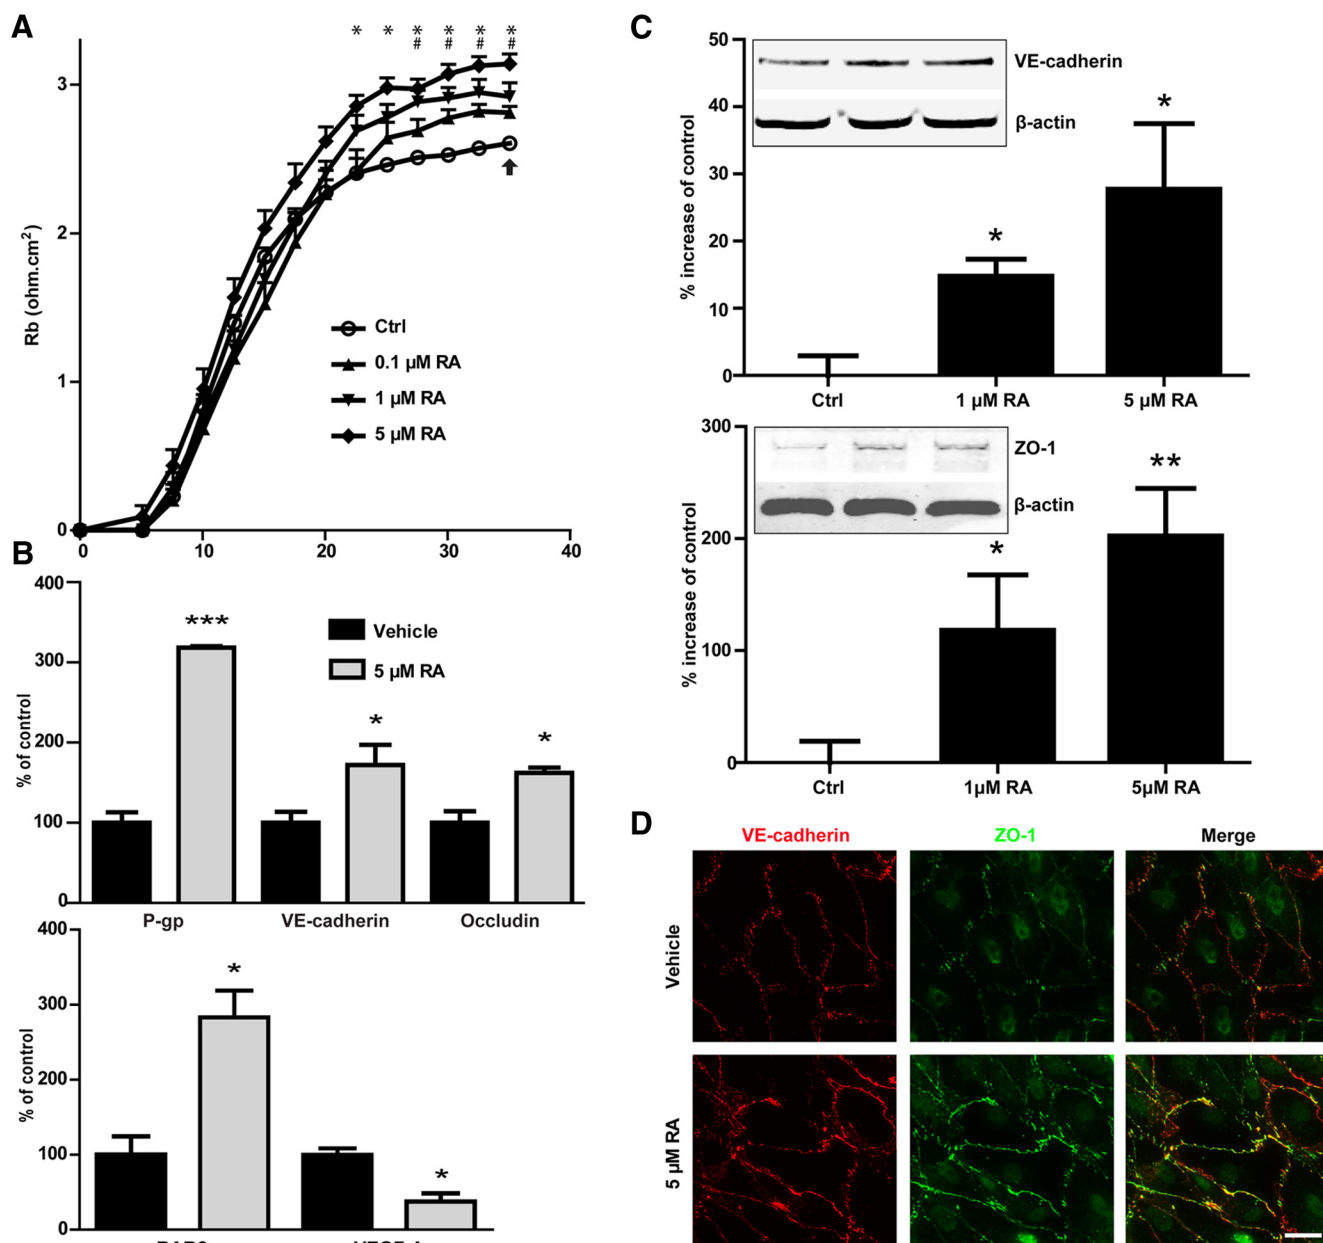 A
* * * * * *
# # # #
3
2
1
0
Rb (ohm.cm²)
Ctrl
0.1 µM RA
1 µM RA
5 µM RA
0 10 20 30 40
B
400
300
200
100
0
% of control
***
*
*
Vehicle
5 µM RA
P-gp VE-cadherin Occludin
400
300
200
100
0
% of control
*
*
C
50
40
30
20
10
0
% increase of control
VE-cadherin
β-actin
*
*
Ctrl 1 µM RA 5 µM RA
300
200
100
0
% increase of control
ZO-1
β-actin
*
**
Ctrl 1µM RA 5µM RA
D
VE-cadherin ZO-1 Merge
Vehicle
5 µM RA